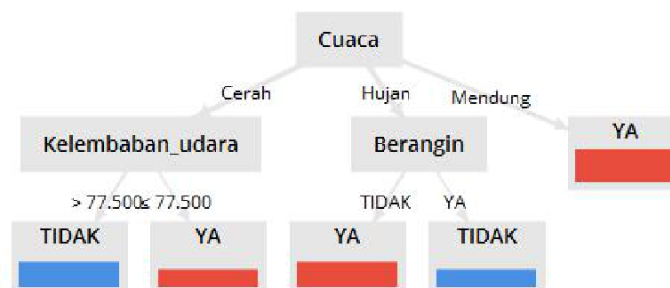 Cuaca
Cerah Hujan Mendung
YA
Kelembaban_udara Berangin
> 77.500 ≤ 77.500 TIDAK YA
TIDAK YA YA TIDAK